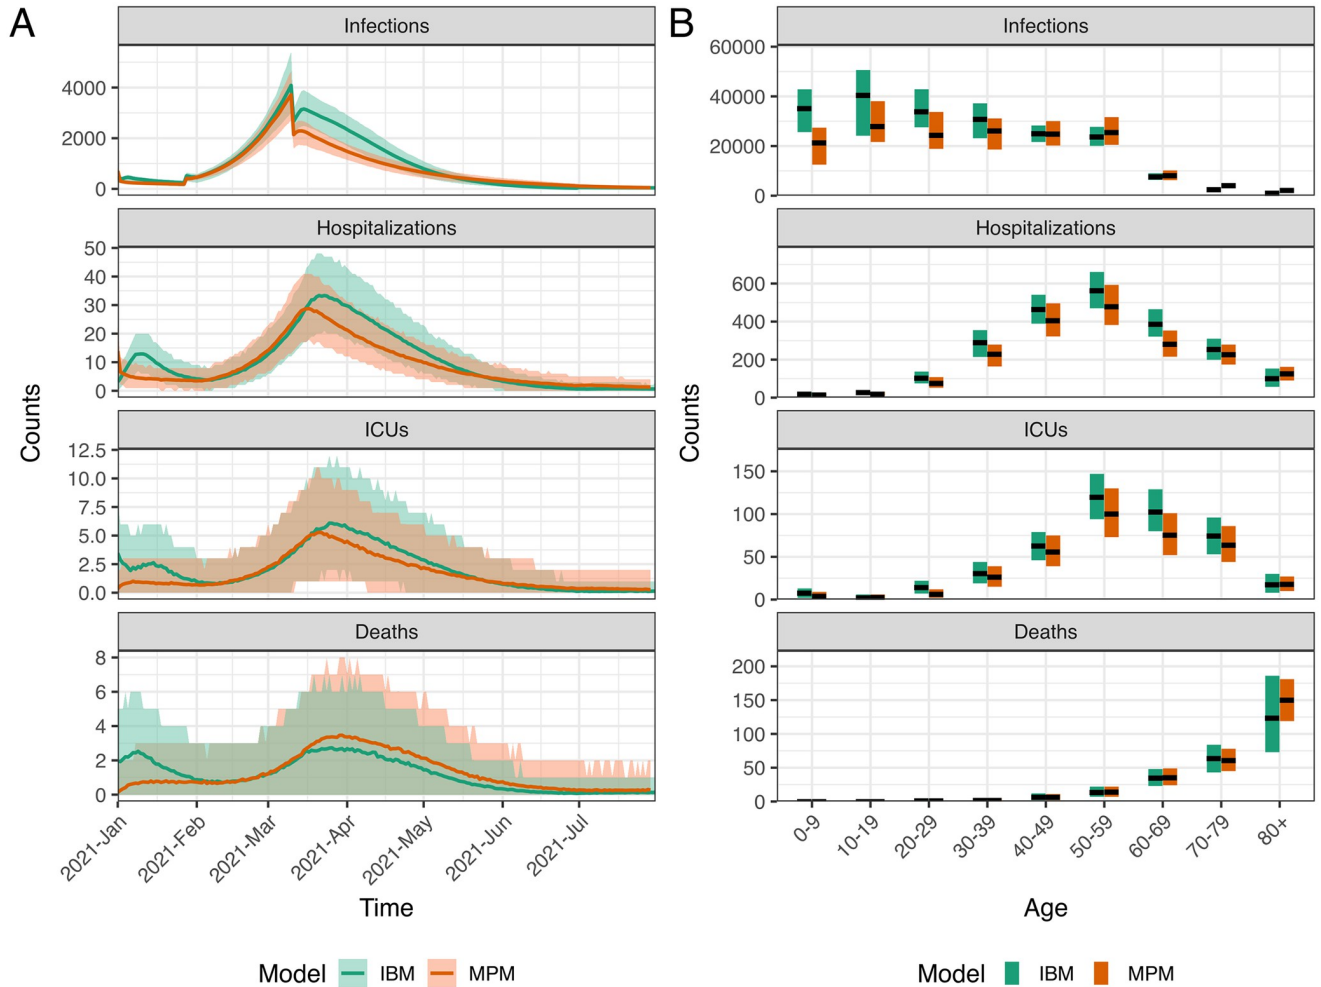 A
Infections
4000
2000
0
Hospitalizations
50
40
30
20
10
0
ICUs
12.5
10.0
7.5
5.0
2.5
0.0
Deaths
8
6
4
2
0
Counts
2021-Jan
2021-Feb
2021-Mar
2021-Apr
2021-May
2021-Jun
2021-Jul
Time
Model IBM MPM
B
Infections
60000
40000
20000
0
Hospitalizations
600
400
200
0
ICUs
150
100
50
0
Deaths
200
150
100
50
0
Counts
0-9
10-19
20-29
30-39
40-49
50-59
60-69
70-79
80+
Age
Model IBM MPM